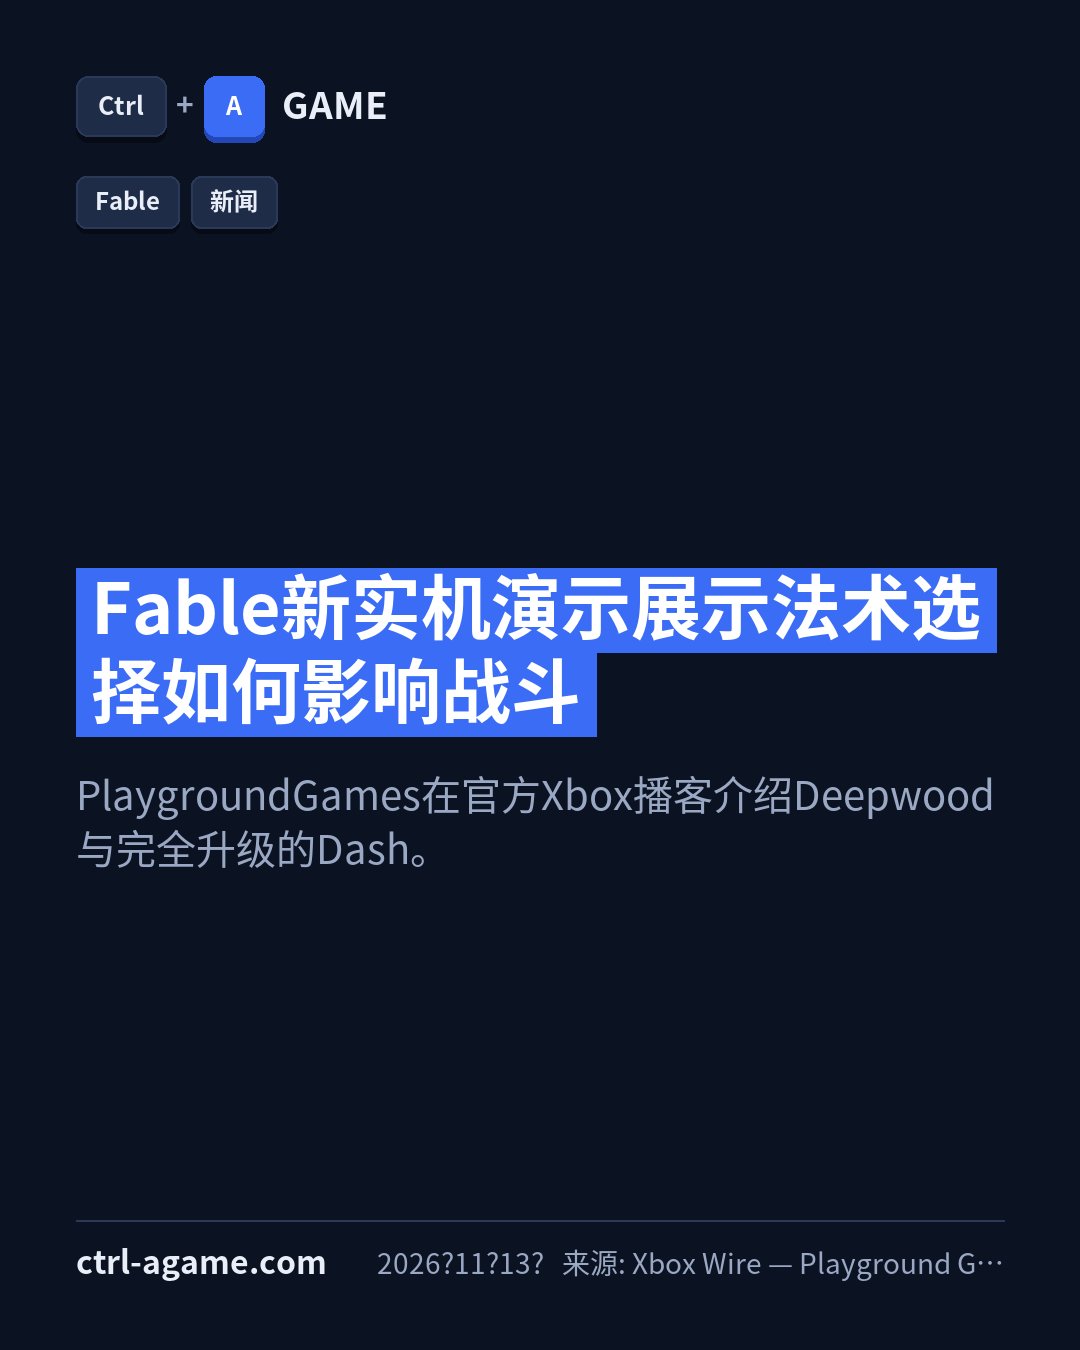 Ctrl + A GAME
Fable 新闻
Fable新实机演示展示法术选
择如何影响战斗
PlaygroundGames在官方Xbox播客介绍Deepwood
与完全升级的Dash。
ctrl-agame.com 2026?11?13? 来源: Xbox Wire — Playground G…